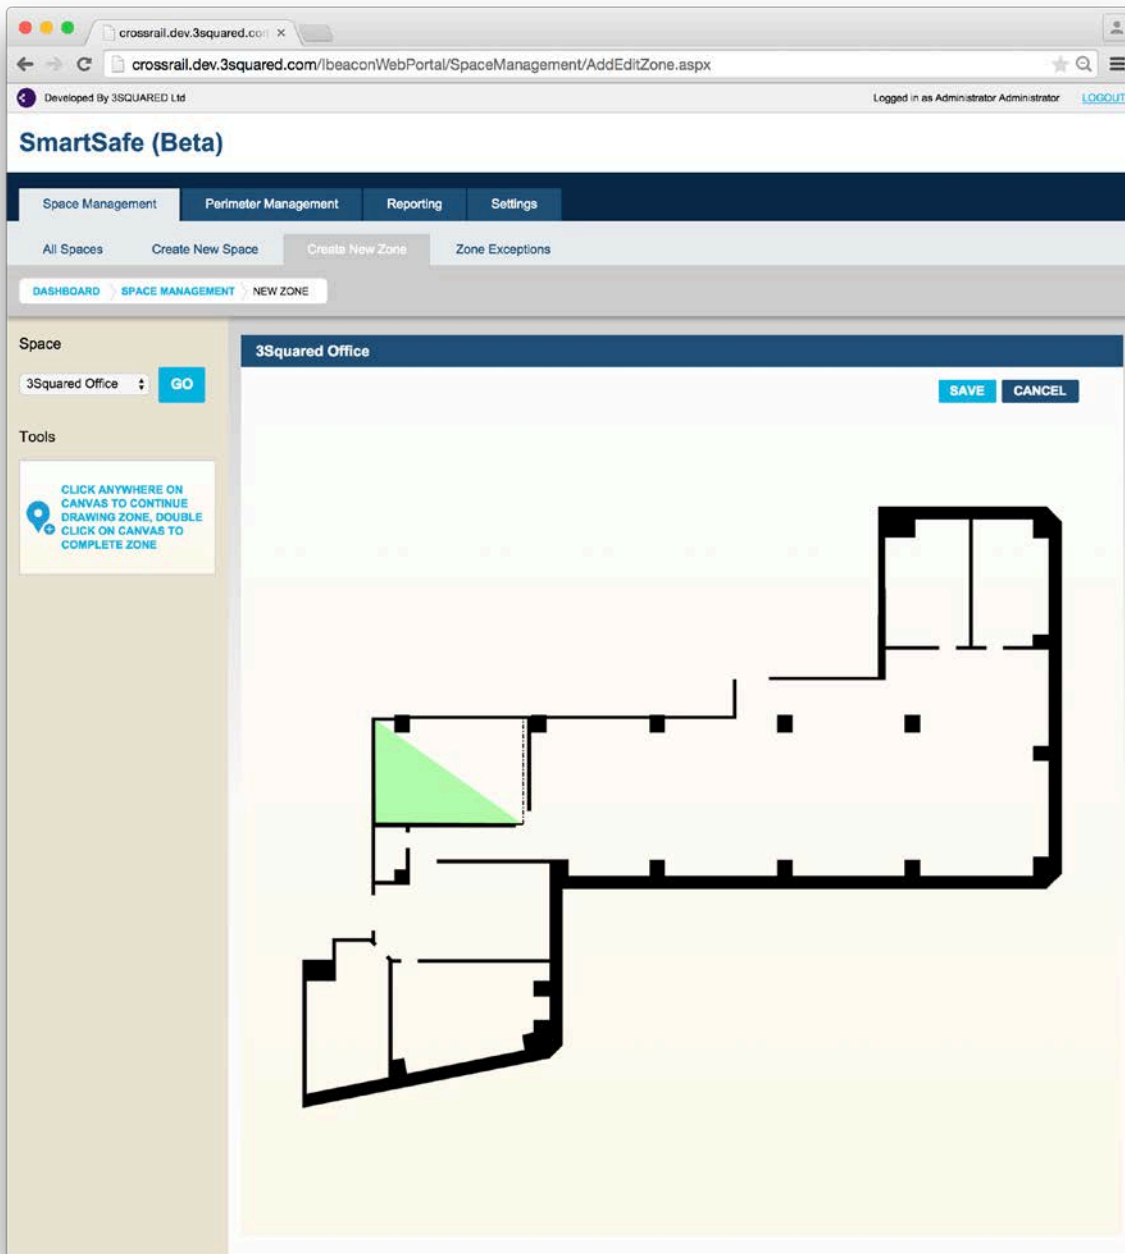 crossrail.dev.3squared.co
crossrail.dev.3squared.com/IbeaconWebPortal/SpaceManagement/AddEditZone.aspx
Developed By 3SQUARED Ltd Logged in as Administrator Administrator LOGOUT
SmartSafe (Beta)
Space Management Perimeter Management Reporting Settings
All Spaces Create New Space Create New Zone Zone Exceptions
DASHBOARD SPACE MANAGEMENT NEW ZONE
Space
3Squared Office
3Squared Office GO
SAVE CANCEL
Tools
CLICK ANYWHERE ON
CANVAS TO CONTINUE
DRAWING ZONE, DOUBLE
CLICK ON CANVAS TO
COMPLETE ZONE